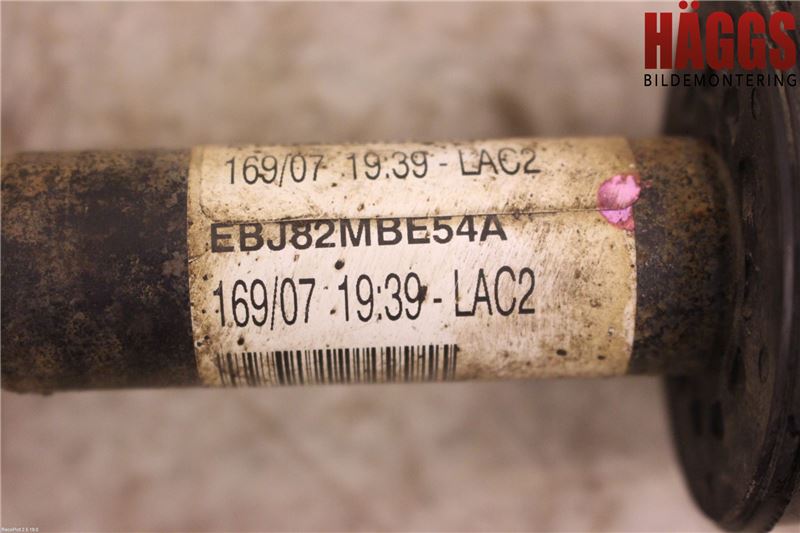 HÄGGS
BILDEMONTERING
169/07 19:39 - LAC2
EBJ82MBE54A
169/07 19:39 - LAC2